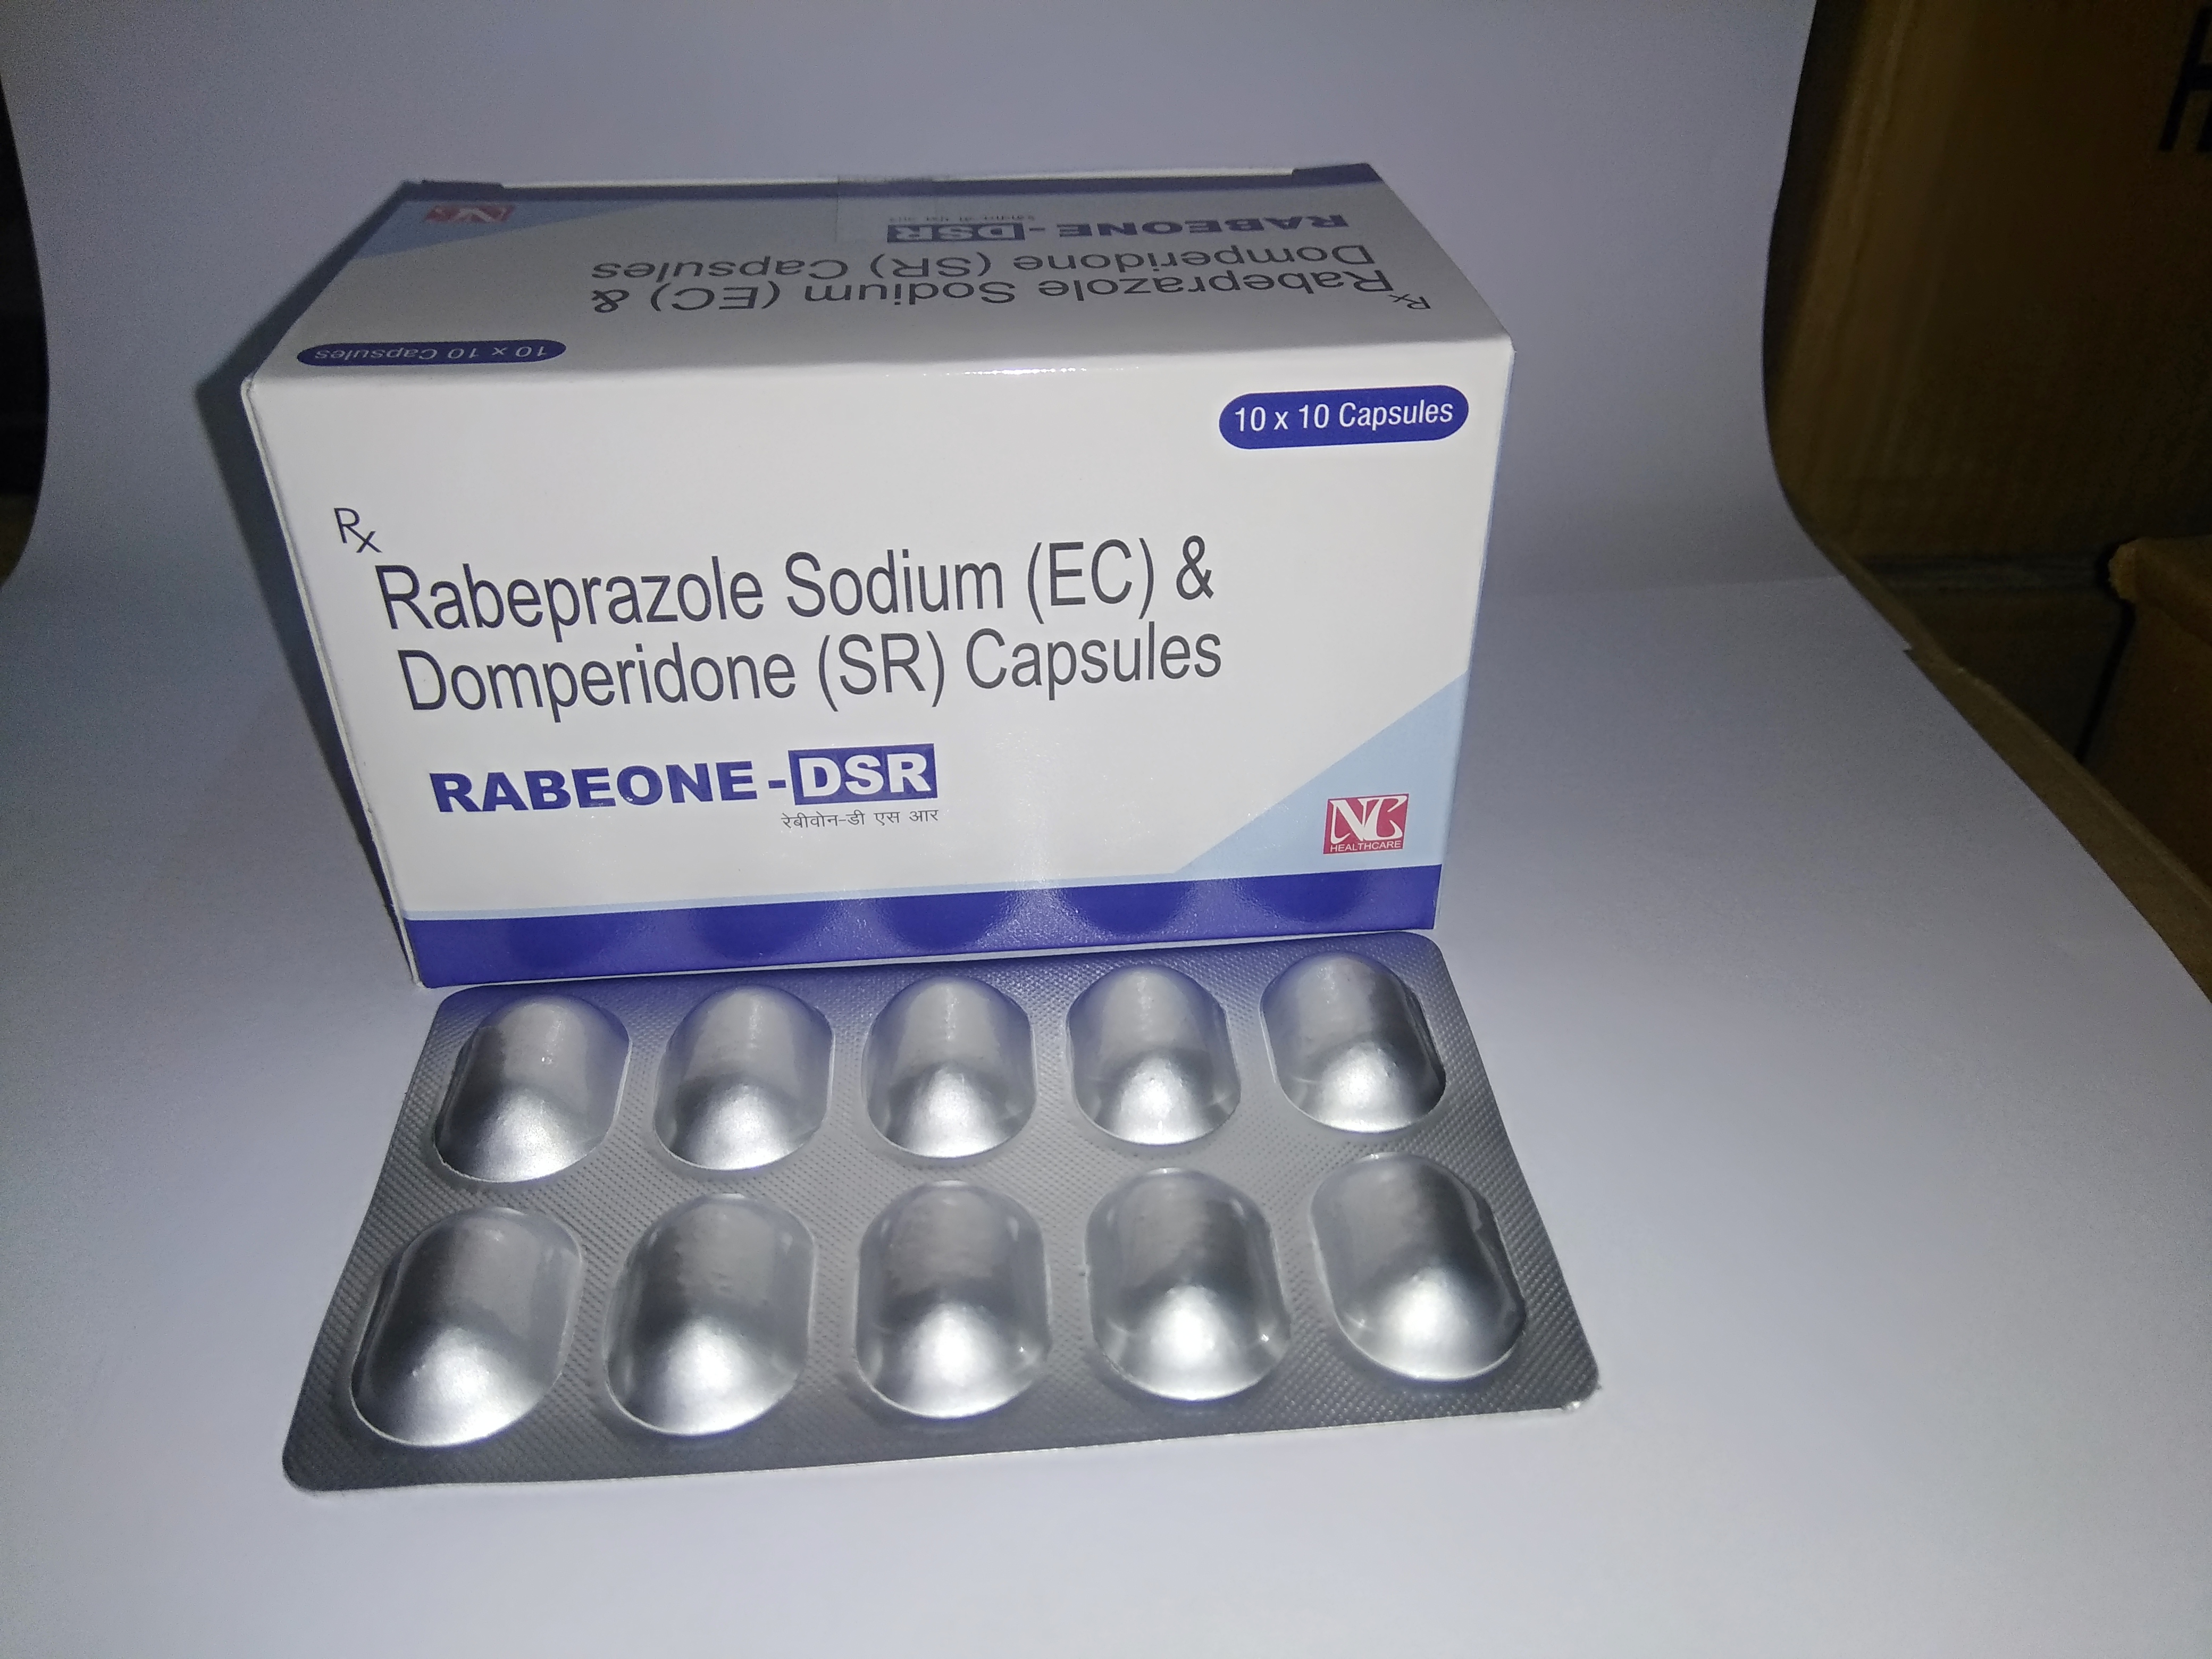 RABEONE-DSR
Rabeprazole Sodium (EC) &
Domperidone (SR) Capsules
Rx
10 x 10 Capsules
10 x 10 Capsules
Rx
Rabeprazole Sodium (EC) &
Domperidone (SR) Capsules
RABEONE-DSR
रेबीवोन-डी एस आर
NC
HEALTHCARE